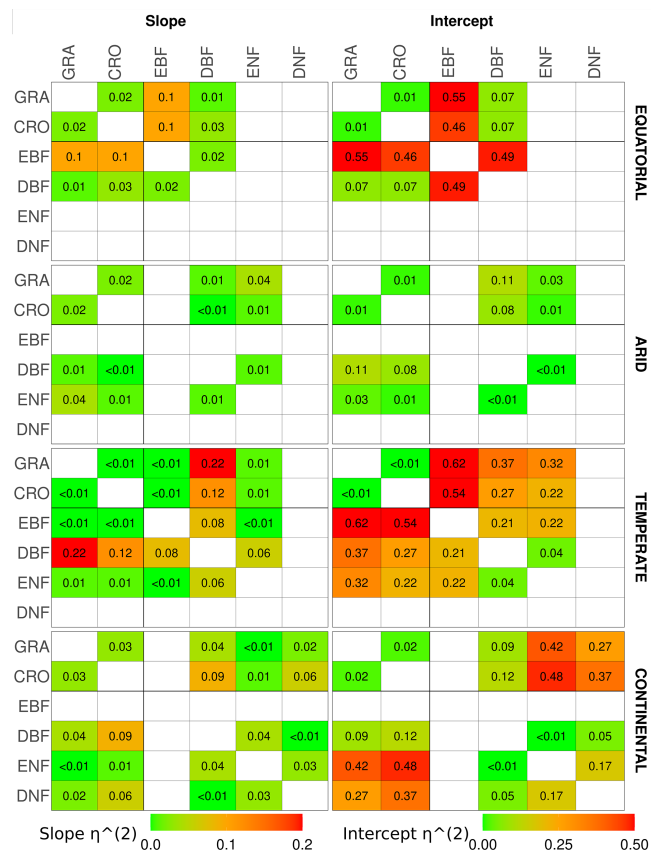 Slope Intercept
GRA CRO EBF DBF ENF DNF GRA CRO EBF DBF ENF DNF
EQUATORIAL
GRA 0.02 0.1 0.01 0.01 0.55 0.07
CRO 0.02 0.1 0.03 0.01 0.46 0.07
EBF 0.1 0.1 0.02 0.55 0.46 0.49
DBF 0.01 0.03 0.02 0.07 0.07 0.49
ENF
DNF
ARID
GRA 0.02 0.01 0.04 0.01 0.11 0.03
CRO 0.02 <0.01 0.01 0.01 0.08 0.01
EBF
DBF 0.01 <0.01 0.01 0.11 0.08 <0.01
ENF 0.04 0.01 0.01 0.03 0.01 <0.01
DNF
TEMPERATE
GRA <0.01 <0.01 0.22 0.01 <0.01 0.62 0.37 0.32
CRO <0.01 <0.01 0.12 0.01 <0.01 0.54 0.27 0.22
EBF <0.01 <0.01 0.08 <0.01 0.62 0.54 0.21 0.22
DBF 0.22 0.12 0.08 0.06 0.37 0.27 0.21 0.04
ENF 0.01 0.01 <0.01 0.06 0.32 0.22 0.22 0.04
DNF
CONTINENTAL
GRA 0.03 0.04 <0.01 0.02 0.02 0.09 0.42 0.27
CRO 0.03 0.09 0.01 0.06 0.02 0.12 0.48 0.37
EBF
DBF 0.04 0.09 0.04 <0.01 0.09 0.12 <0.01 0.05
ENF <0.01 0.01 0.04 0.03 0.42 0.48 <0.01 0.17
DNF 0.02 0.06 <0.01 0.03 0.27 0.37 0.05 0.17
Slope η^(2) 0.0 0.1 0.2 Intercept η^(2) 0.00 0.25 0.50